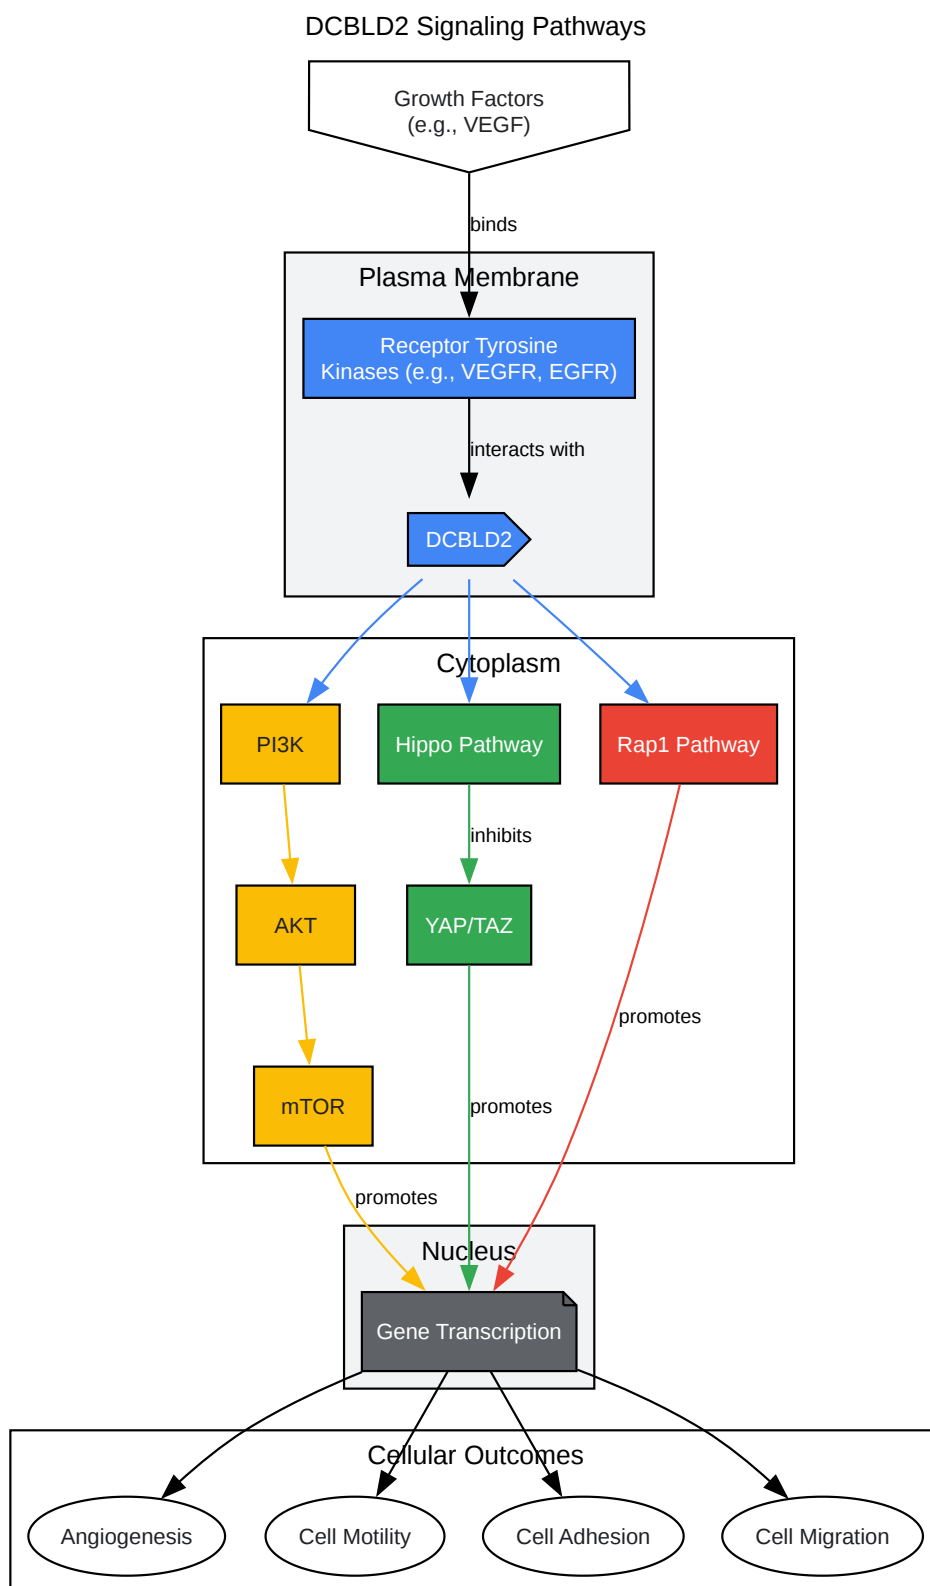 DCBLD2 Signaling Pathways
Growth Factors
(e.g., VEGF)
binds
Plasma Membrane
Receptor Tyrosine
Kinases (e.g., VEGFR, EGFR)
interacts with
DCBLD2
Cytoplasm
PI3K
Hippo Pathway
Rap1 Pathway
inhibits
AKT
YAP/TAZ
promotes
mTOR
promotes
promotes
Nucleus
Gene Transcription
Cellular Outcomes
Angiogenesis
Cell Motility
Cell Adhesion
Cell Migration